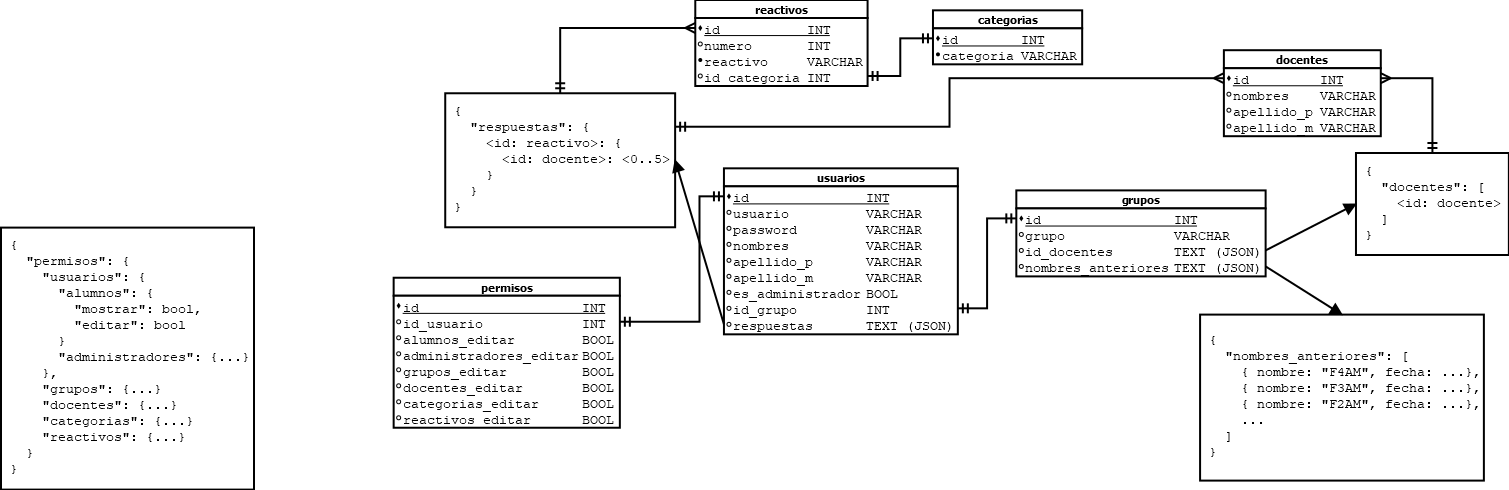 reactivos
id INT
numero INT
reactivo VARCHAR
id_categoria INT
categorias
id INT
categoria VARCHAR
docentes
id INT
nombres VARCHAR
apellido_p VARCHAR
apellido_m VARCHAR
{
"respuestas": {
<id: reactivo>: {
<id: docente>: <0..5>
}
}
}
usuarios
id INT
usuario VARCHAR
password VARCHAR
nombres VARCHAR
apellido_p VARCHAR
apellido_m VARCHAR
es_administrador BOOL
id_grupo INT
respuestas TEXT (JSON)
grupos
id INT
grupo VARCHAR
id_docentes TEXT (JSON)
nombres_anteriores TEXT (JSON)
{
"docentes": [
<id: docente>
]
}
{
"permisos": {
"usuarios": {
"alumnos": {
"mostrar": bool,
"editar": bool
}
"administradores": {...}
},
"grupos": {...}
"docentes": {...}
"categorias": {...}
"reactivos": {...}
}
}
permisos
id INT
id_usuario INT
alumnos_editar BOOL
administradores_editar BOOL
grupos_editar BOOL
docentes_editar BOOL
categorias_editar BOOL
reactivos_editar BOOL
{
"nombres_anteriores": [
{ nombre: "F4AM", fecha: ...},
{ nombre: "F3AM", fecha: ...},
{ nombre: "F2AM", fecha: ...},
...
]
}